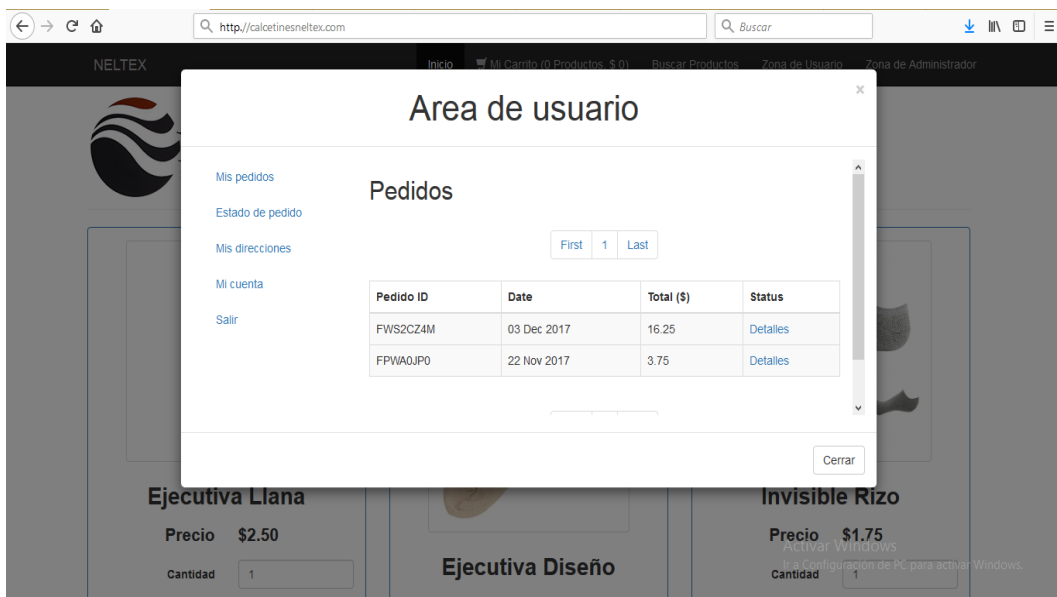 http://calcetinesneltex.com
Buscar
NELTEX
Inicio
Mi Carrito (0 Productos, $ 0)
Buscar Productos
Zona de Usuario
Zona de Administrador
Area de usuario
x
Mis pedidos
Estado de pedido
Mis direcciones
Mi cuenta
Salir
Pedidos
First 1 Last
Pedido ID Date Total ($) Status
FWS2CZ4M 03 Dec 2017 16.25 Detalles
FPWA0JP0 22 Nov 2017 3.75 Detalles
Cerrar
Ejecutiva Llana
Precio $2.50
Cantidad 1
Ejecutiva Diseño
Invisible Rizo
Precio $1.75
Cantidad 1
Activar Windows
Ir a Configuración de PC para activar Windows.